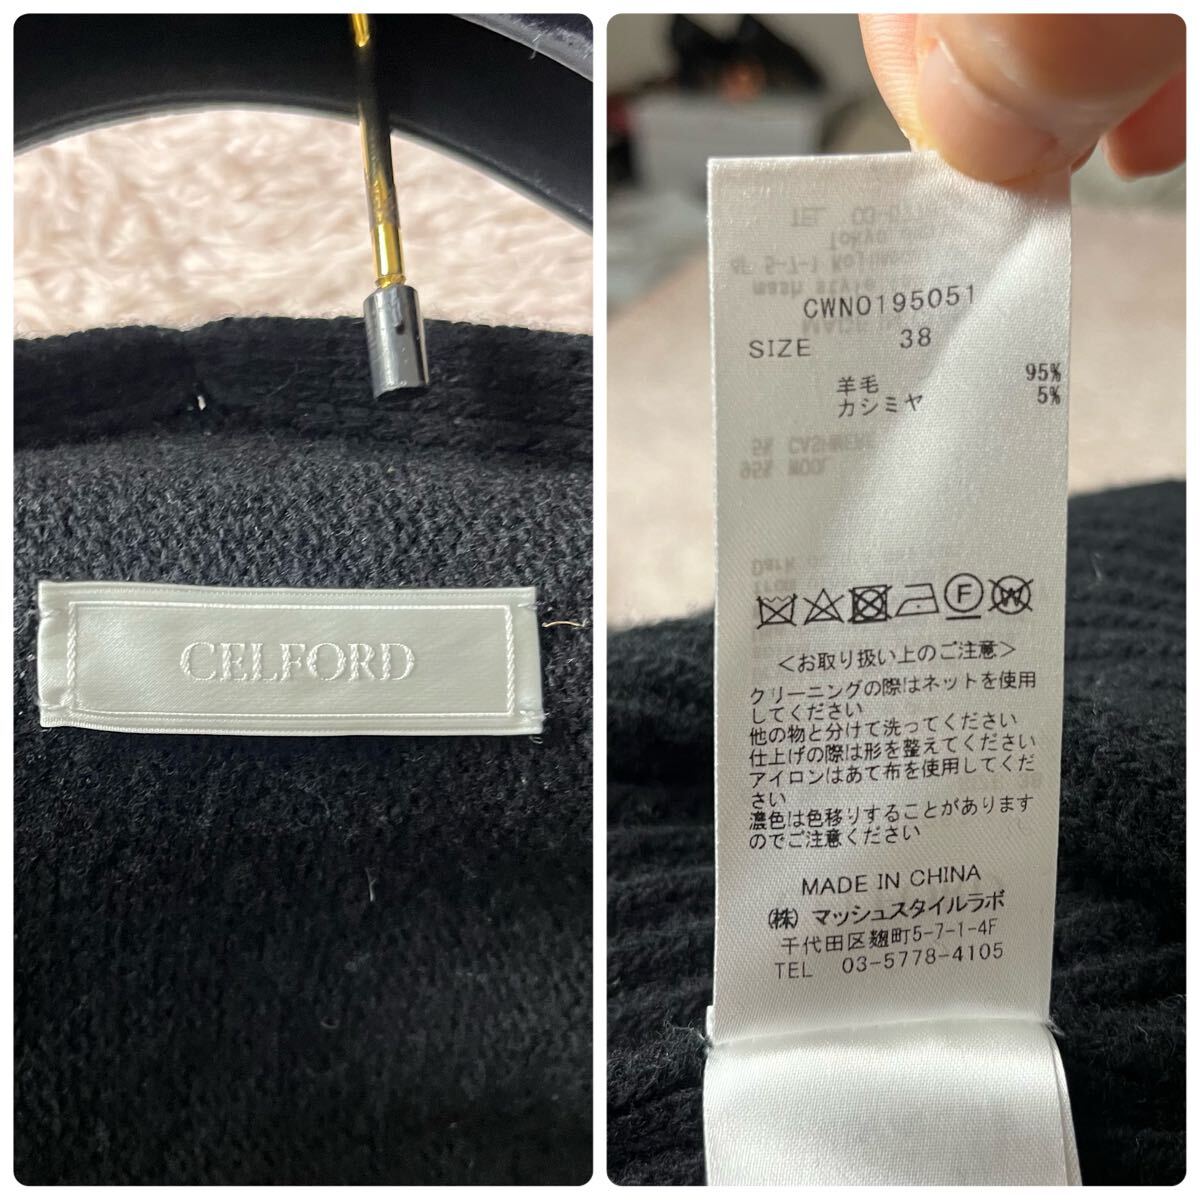 CELFORD
CWNO195051
SIZE 38
羊毛 95%
カシミヤ 5%
5% CASHMERE
95% WOOL
F
W
<お取り扱い上のご注意>
クリーニングの際はネットを使用
してください
他の物と分けて洗ってください
仕上げの際は形を整えてください
アイロンはあて布を使用してくだ
さい
濃色は色移りすることがあります
のでご注意ください
MADE IN CHINA
(株) マッシュスタイルラボ
千代田区麹町5-7-1-4F
TEL 03-5778-4105